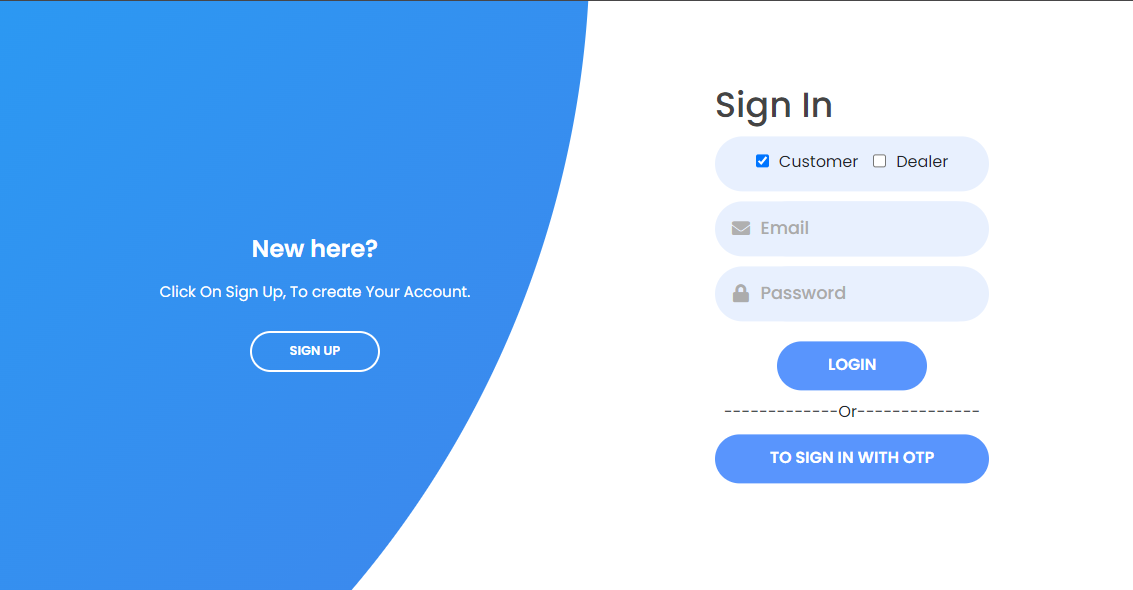 New here?
Click On Sign Up, To create Your Account.
SIGN UP
Sign In
Customer Dealer
Email
Password
LOGIN
-------------Or--------------
TO SIGN IN WITH OTP